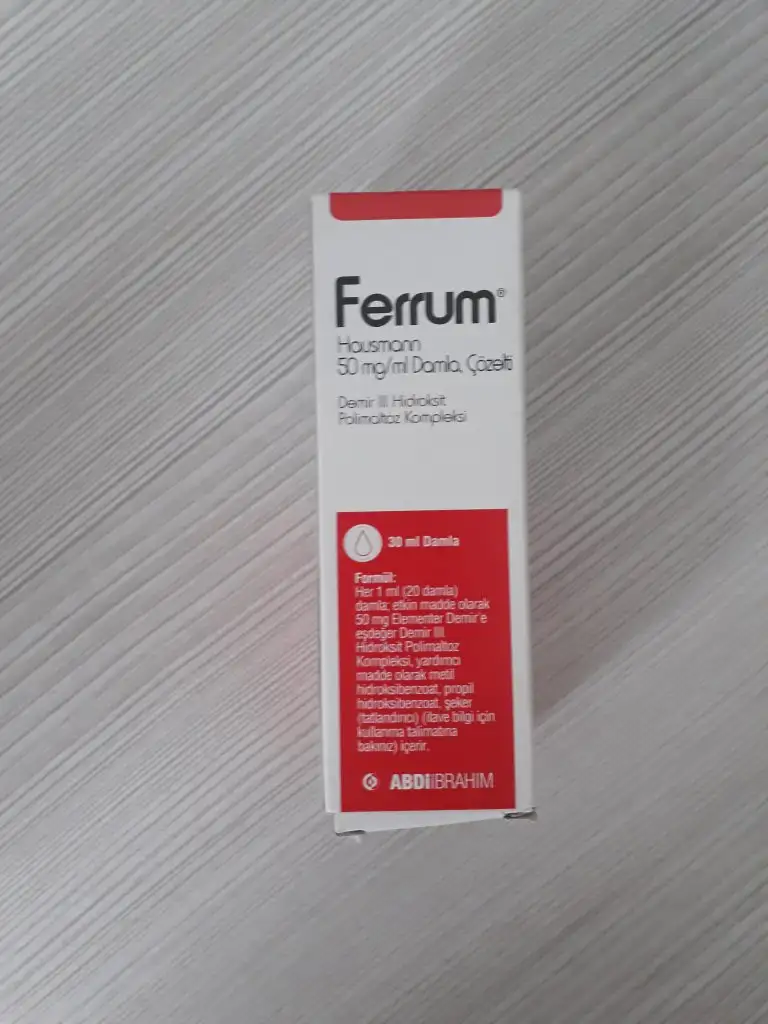 Ferrum®
Hausmann
50 mg/ml Damla, Çözelti
Demir III Hidroksit
Polimaltoz Kompleksi
30 ml Damla
Formül:
Her 1 ml (20 damla)
damla; etkin madde olarak
50 mg Elementer Demir'e
eşdeğer Demir III
Hidroksit Polimaltoz
Kompleksi, yardımcı
madde olarak metil
hidroksibenzoat, propil
hidroksibenzoat, şeker
(tatlandırıcı) (ilave bilgi için
kullanma talimatına
bakınız) içerir.
ABDİİBRAHİM